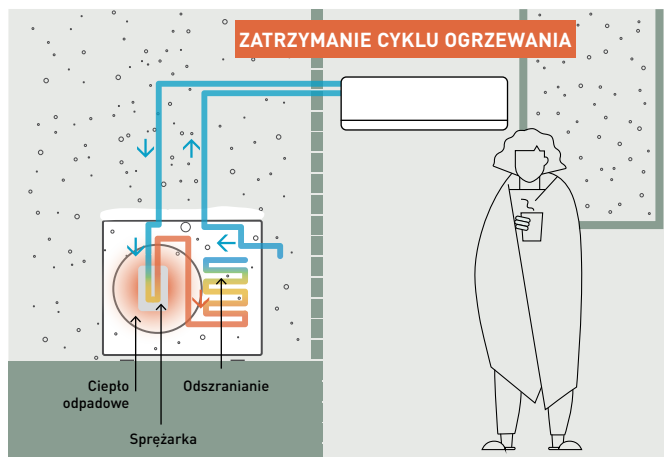 ZATRZYMANIE CYKLU OGRZEWANIA
Ciepło
odpadowe
Odszranianie
Sprężarka